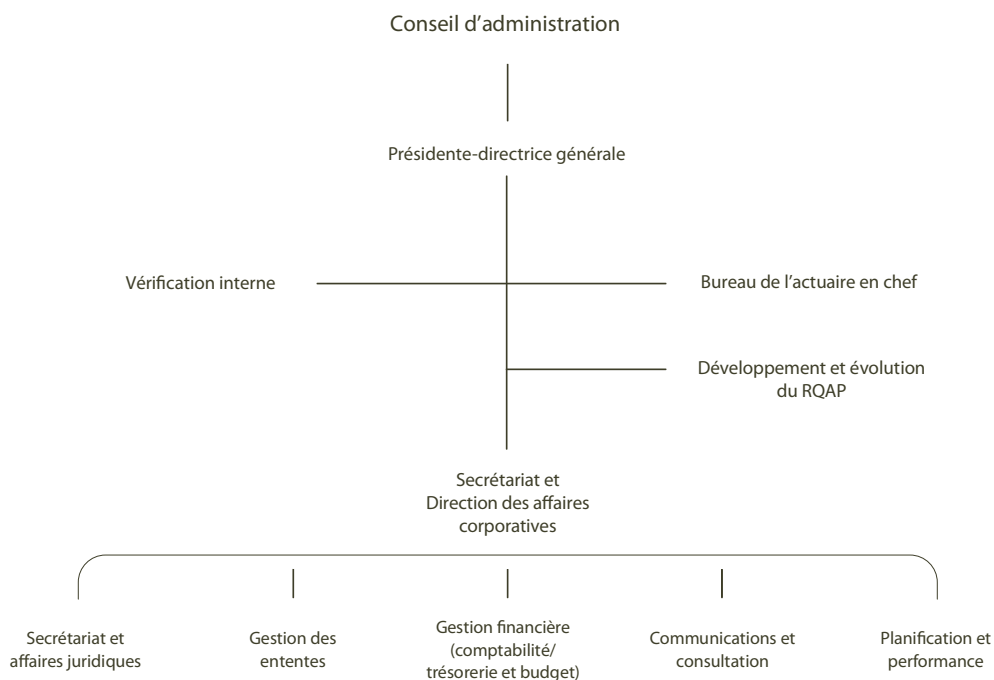 Conseil d’administration
Présidente-directrice générale
Vérification interne
Bureau de l’actuaire en chef
Développement et évolution
du RQAP
Secrétariat et
Direction des affaires
corporatives
Secrétariat et
affaires juridiques
Gestion des
ententes
Gestion financière
(comptabilité/
trésorerie et budget)
Communications et
consultation
Planification et
performance